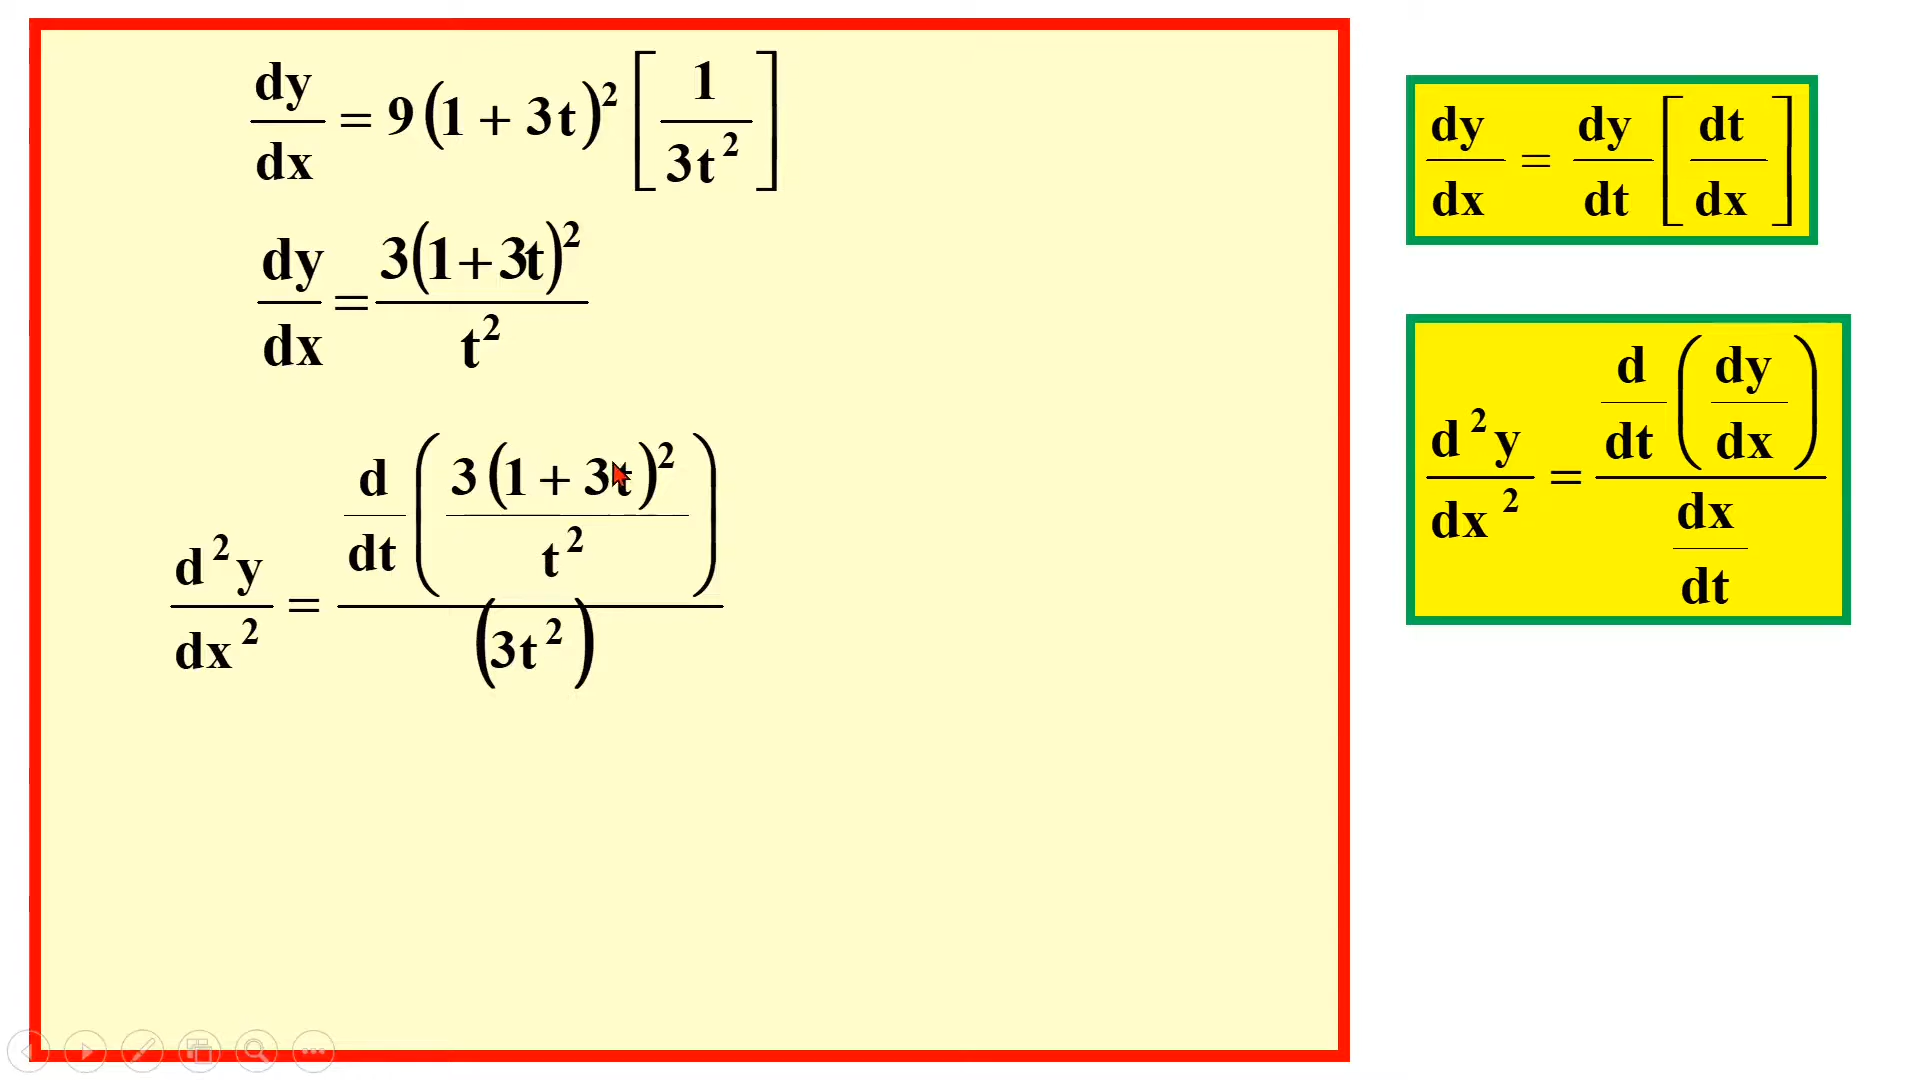 dy/dx = 9(1 + 3t)² [1/3t²]
dy/dx = 3(1+3t)²/t²
d²y/dx² = d/dt (3(1 + 3t)²/t²) / (3t²)
dy/dx = dy/dt [dt/dx]
d²y/dx² = d/dt (dy/dx) / dx/dt